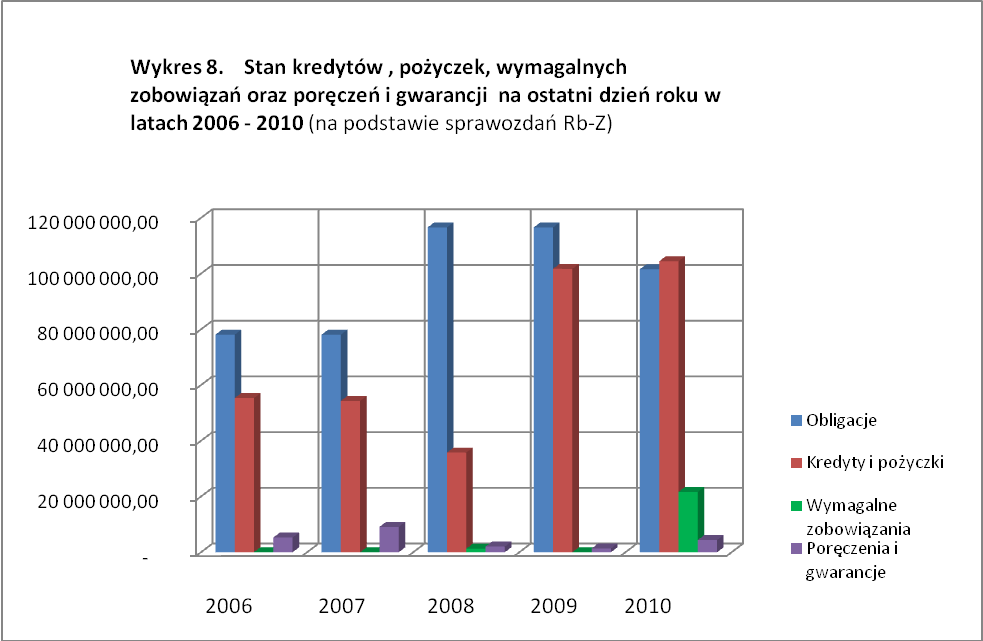 Wykres 8. Stan kredytów , pożyczek, wymagalnych
zobowiązań oraz poręczeń i gwarancji na ostatni dzień roku w
latach 2006 - 2010 (na podstawie sprawozdań Rb-Z)
120 000 000,00
100 000 000,00
80 000 000,00
60 000 000,00
40 000 000,00
20 000 000,00
-
2006 2007 2008 2009 2010
Obligacje
Kredyty i pożyczki
Wymagalne
zobowiązania
Poręczenia i
gwarancje